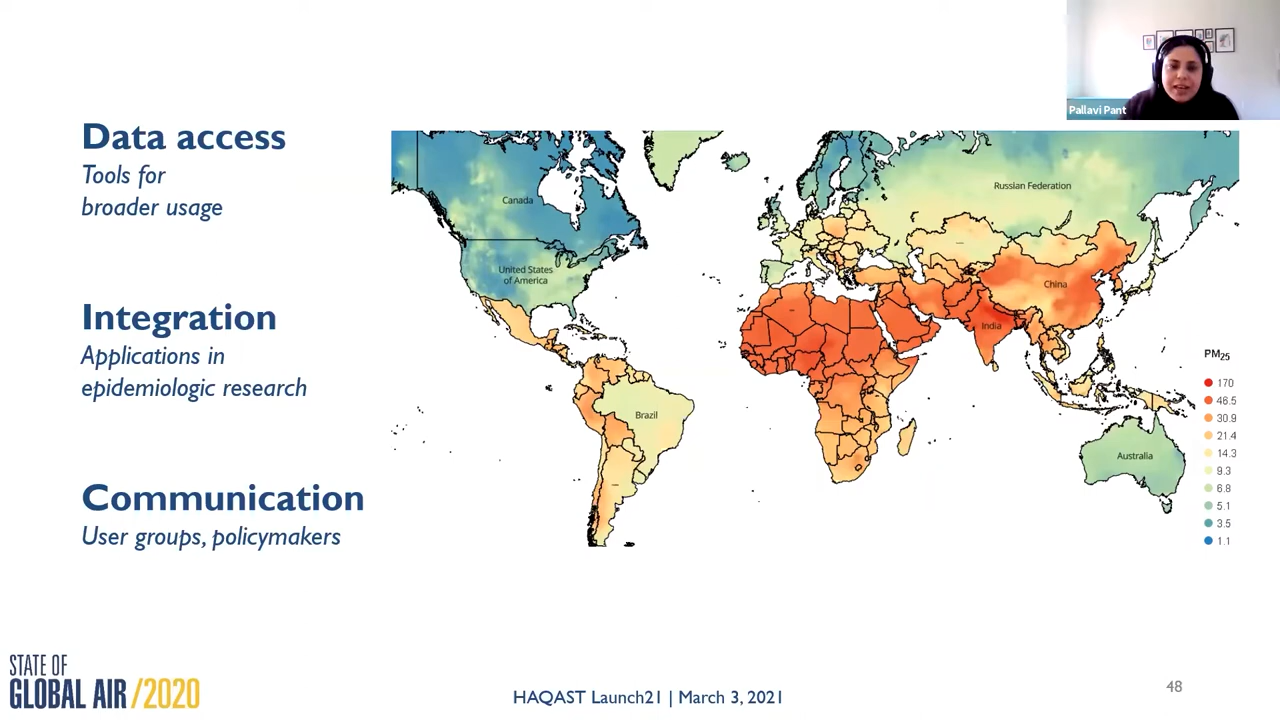 Pallavi Pant
Data access
Tools for
broader usage
Integration
Applications in
epidemiologic research
Communication
User groups, policymakers
Canada
United States
of America
Brazil
Russian Federation
China
India
Australia
PM25
170
46.5
30.9
21.4
14.3
9.3
6.8
5.1
3.5
1.1
STATE OF
GLOBAL AIR /2020
HAQAST Launch21 | March 3, 2021
48